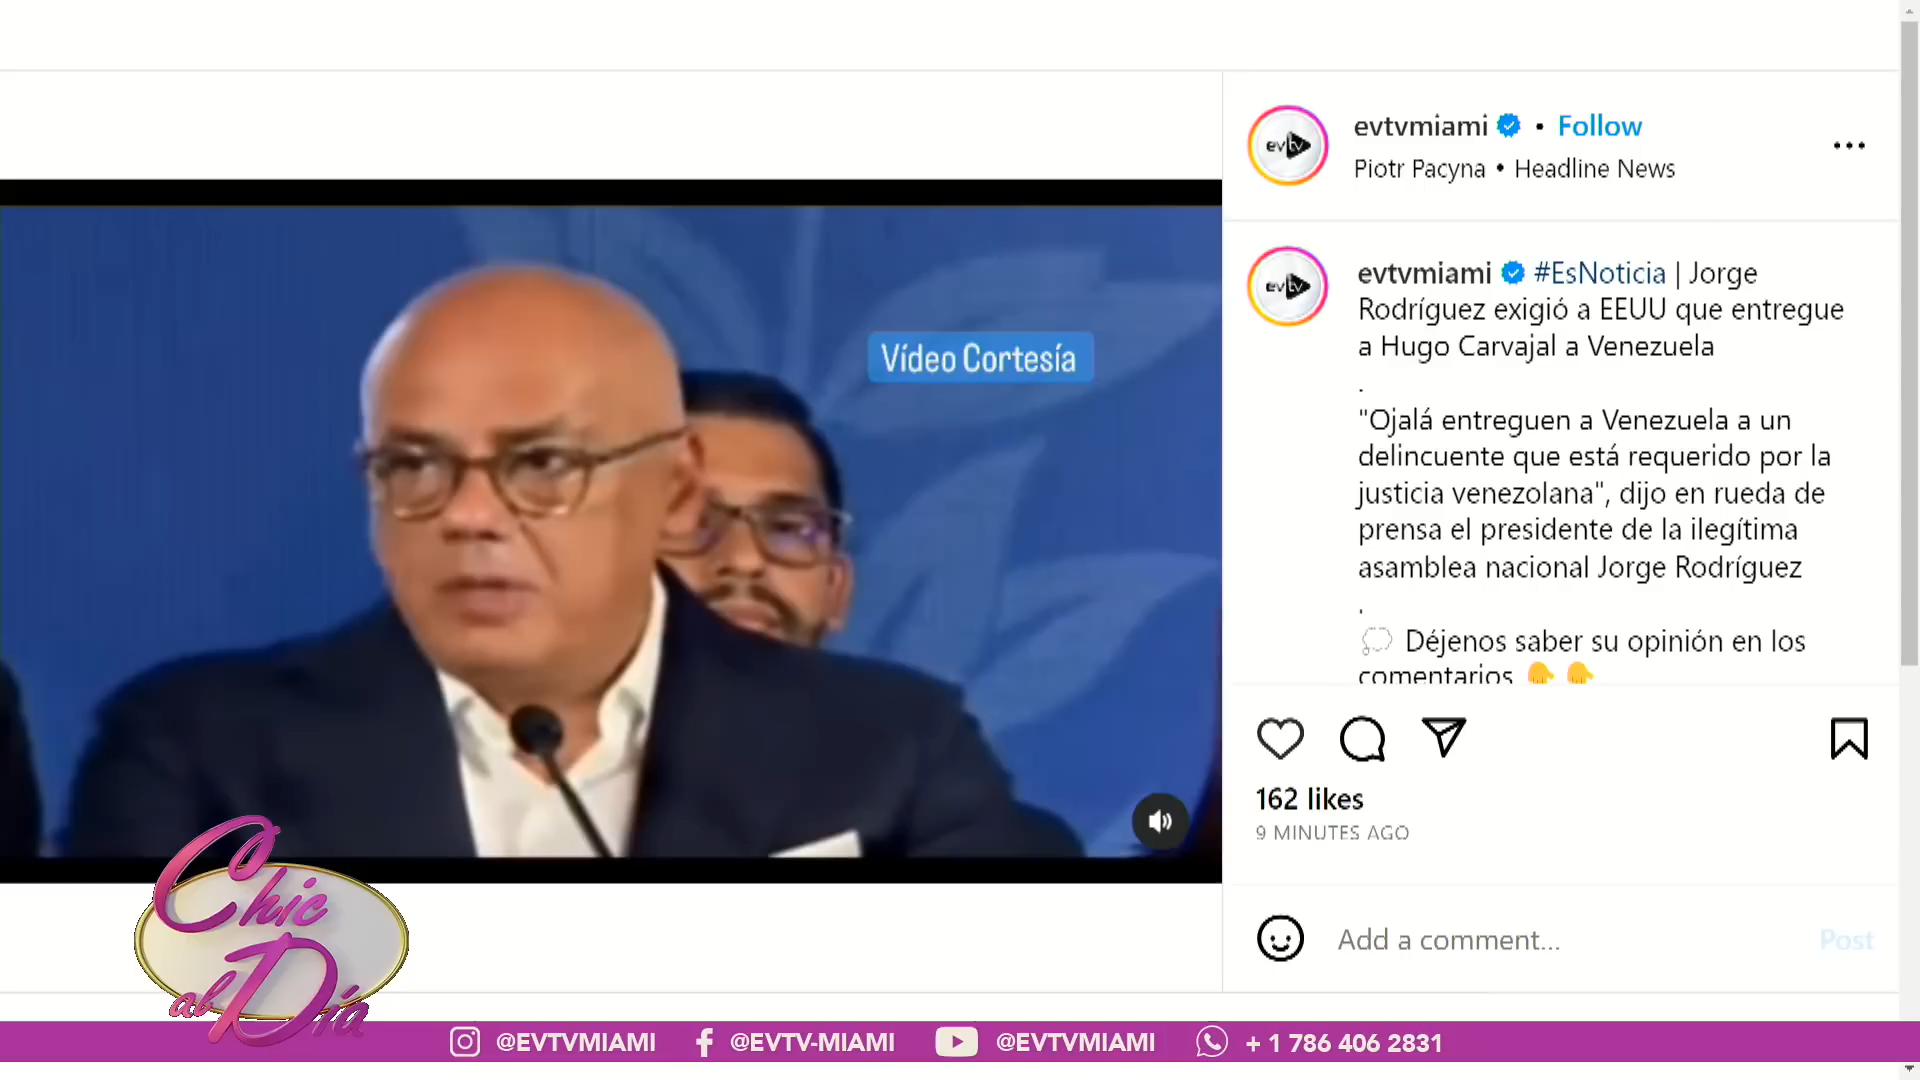 evtv
evtvmiami • Follow
Piotr Pacyna • Headline News
...
Vídeo Cortesía
evtv
evtvmiami #EsNoticia | Jorge
Rodríguez exigió a EEUU que entregue
a Hugo Carvajal a Venezuela
.
"Ojalá entreguen a Venezuela a un
delincuente que está requerido por la
justicia venezolana", dijo en rueda de
prensa el presidente de la ilegítima
asamblea nacional Jorge Rodríguez
.
💭 Déjenos saber su opinión en los
comentarios 👇 👇
162 likes
9 MINUTES AGO
Add a comment...
Post
Chic
al Día
@EVTVMIAMI
@EVTV-MIAMI
@EVTVMIAMI
+ 1 786 406 2831